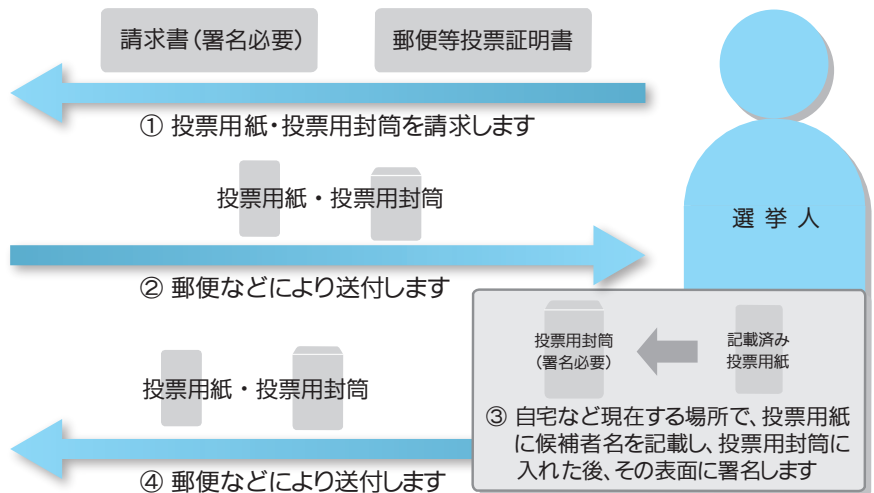 請求書（署名必要）
郵便等投票証明書
① 投票用紙・投票用封筒を請求します
投票用紙・投票用封筒
選挙人
② 郵便などにより送付します
投票用封筒
（署名必要）
記載済み
投票用紙
③ 自宅など現在する場所で、投票用紙
に候補者名を記載し、投票用封筒に
入れた後、その表面に署名します
投票用紙・投票用封筒
④ 郵便などにより送付します